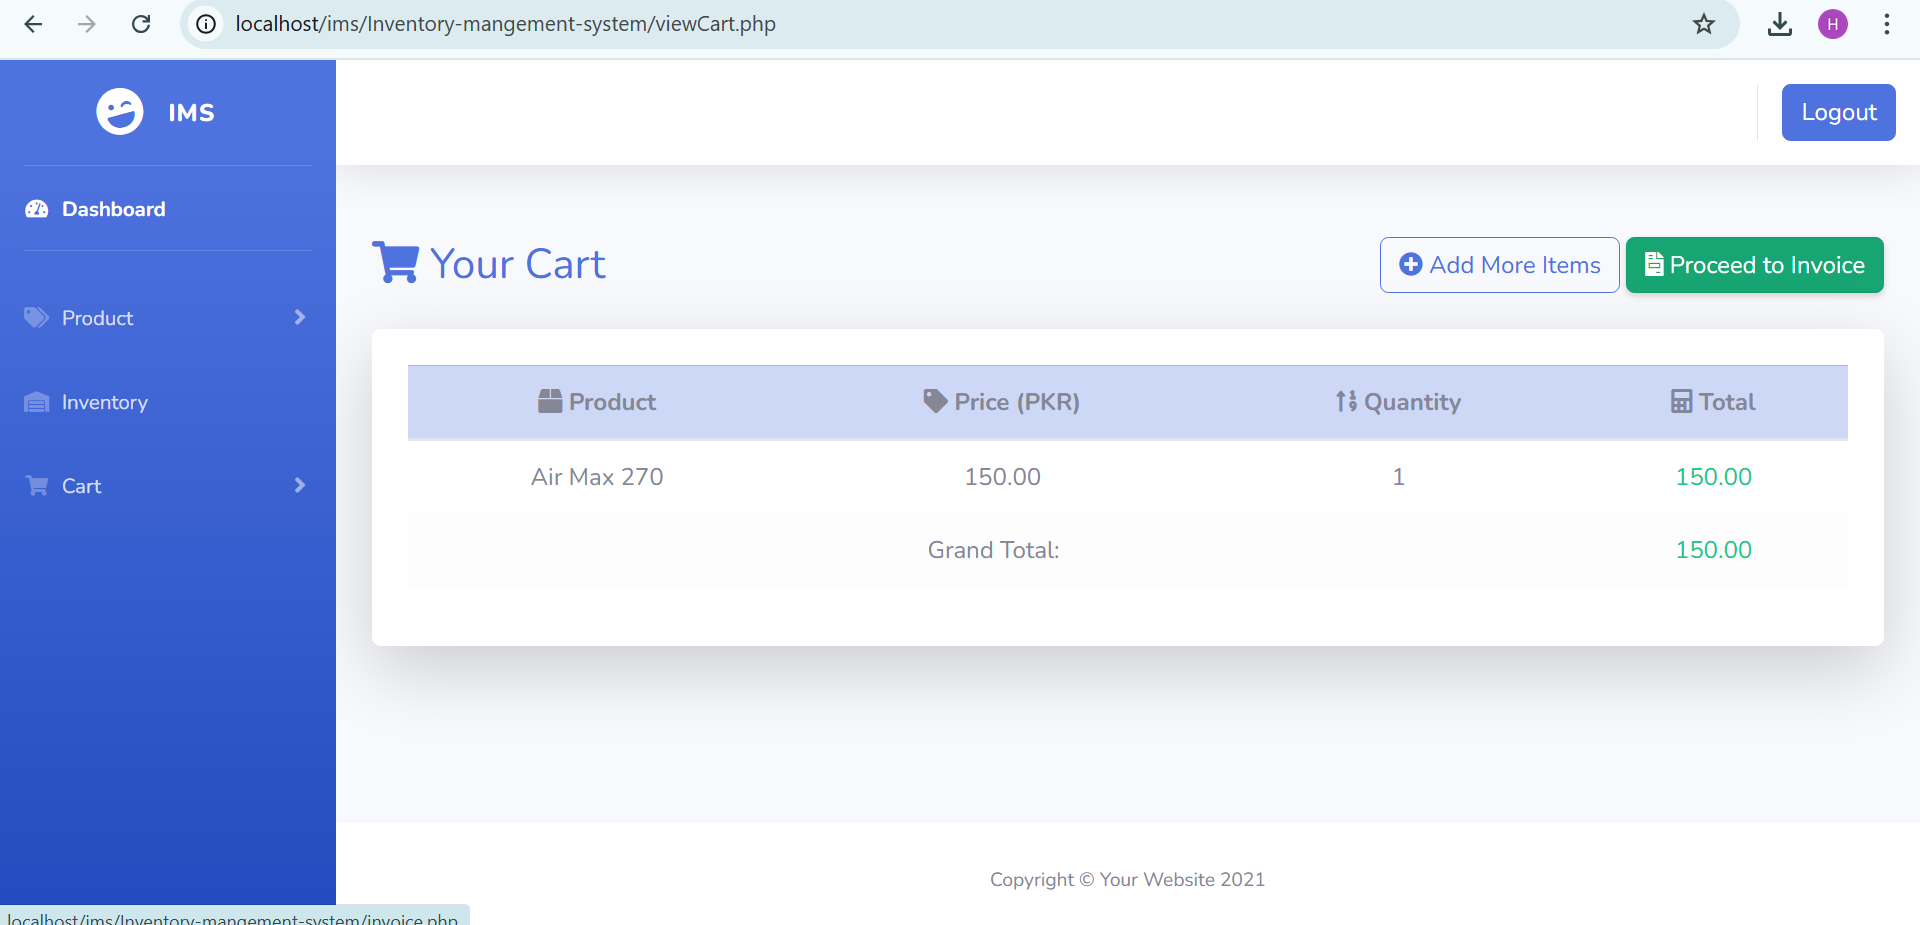 localhost/ims/Inventory-mangement-system/viewCart.php
H
IMS
Logout
Dashboard
Product
Inventory
Cart
Your Cart
Add More Items
Proceed to Invoice
Product Price (PKR) Quantity Total
Air Max 270 150.00 1 150.00
Grand Total: 150.00
Copyright © Your Website 2021
localhost/ims/Inventory-mangement-system/invoice.php